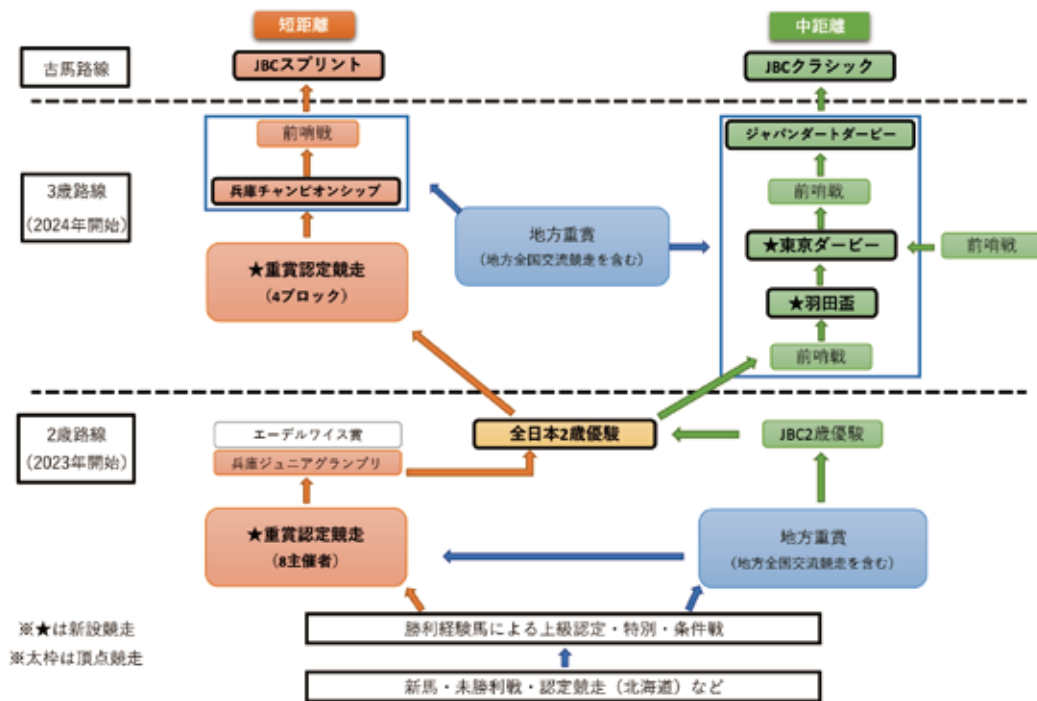 短距離
中距離
古馬路線
JBCスプリント
JBCクラシック
前哨戦
ジャパンダートダービー
3歳路線
(2024年開始)
兵庫チャンピオンシップ
前哨戦
地方重賞
(地方全国交流競走を含む)
★東京ダービー
前哨戦
★重賞認定競走
(4ブロック)
★羽田盃
前哨戦
2歳路線
(2023年開始)
エーデルワイス賞
兵庫ジュニアグランプリ
全日本2歳優駿
JBC2歳優駿
★重賞認定競走
(8主催者)
地方重賞
(地方全国交流競走を含む)
※★は新設競走
※太枠は頂点競走
勝利経験馬による上級認定・特別・条件戦
新馬・未勝利戦・認定競走(北海道)など